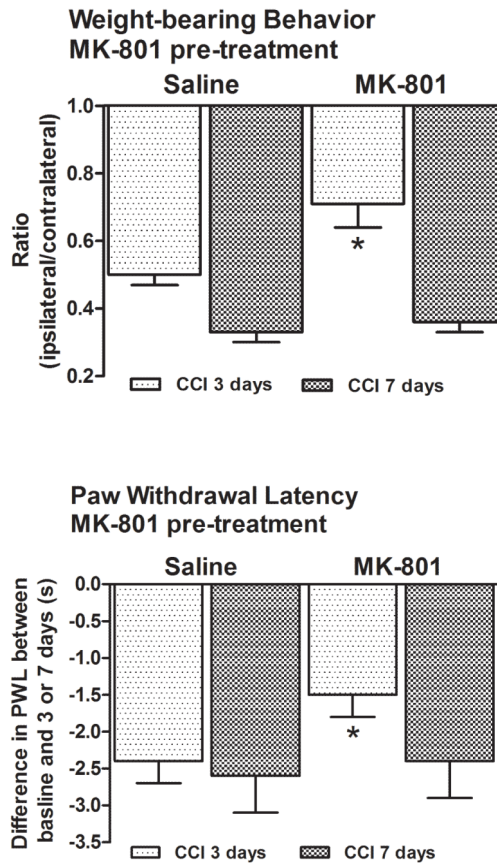 Weight-bearing Behavior
MK-801 pre-treatment
Saline MK-801
1.0
0.8
0.6
0.4
0.2
Ratio
(ipsilateral/contralateral)
*
CCI 3 days CCI 7 days
Paw Withdrawal Latency
MK-801 pre-treatment
Saline MK-801
0.0
-0.5
-1.0
-1.5
-2.0
-2.5
-3.0
-3.5
Difference in PWL between
basline and 3 or 7 days (s)
*
CCI 3 days CCI 7 days